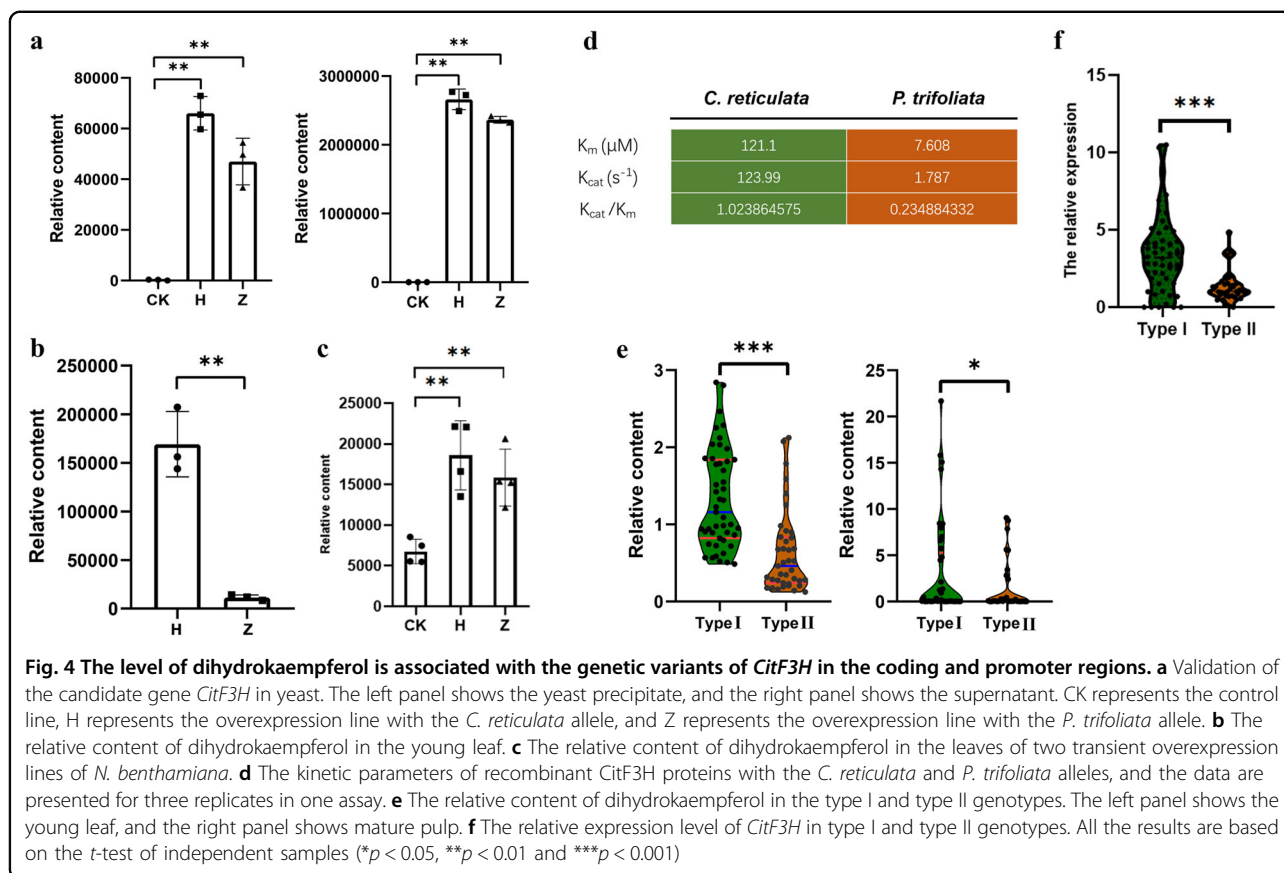 a
**
**
80000
60000
40000
20000
0
Relative content
CK H Z
**
**
3000000
2000000
1000000
0
Relative content
CK H Z
d
C. reticulata P. trifoliata
Km (μM) 121.1 7.608
Kcat (s⁻¹) 123.99 1.787
Kcat /Km 1.023864575 0.234884332
f
***
15
10
5
0
The relative expression
Type I Type II
b
**
250000
200000
150000
100000
50000
0
Relative content
H Z
c
**
**
25000
20000
15000
10000
5000
0
Relative content
CK H Z
e
***
3
2
1
0
Relative content
Type I Type II
*
25
20
15
10
5
0
Relative content
Type I Type II
Fig. 4 The level of dihydrokaempferol is associated with the genetic variants of CitF3H in the coding and promoter regions. a Validation of
the candidate gene CitF3H in yeast. The left panel shows the yeast precipitate, and the right panel shows the supernatant. CK represents the control
line, H represents the overexpression line with the C. reticulata allele, and Z represents the overexpression line with the P. trifoliata allele. b The
relative content of dihydrokaempferol in the young leaf. c The relative content of dihydrokaempferol in the leaves of two transient overexpression
lines of N. benthamiana. d The kinetic parameters of recombinant CitF3H proteins with the C. reticulata and P. trifoliata alleles, and the data are
presented for three replicates in one assay. e The relative content of dihydrokaempferol in the type I and type II genotypes. The left panel shows the
young leaf, and the right panel shows mature pulp. f The relative expression level of CitF3H in type I and type II genotypes. All the results are based
on the t-test of independent samples (*p < 0.05, **p < 0.01 and ***p < 0.001)